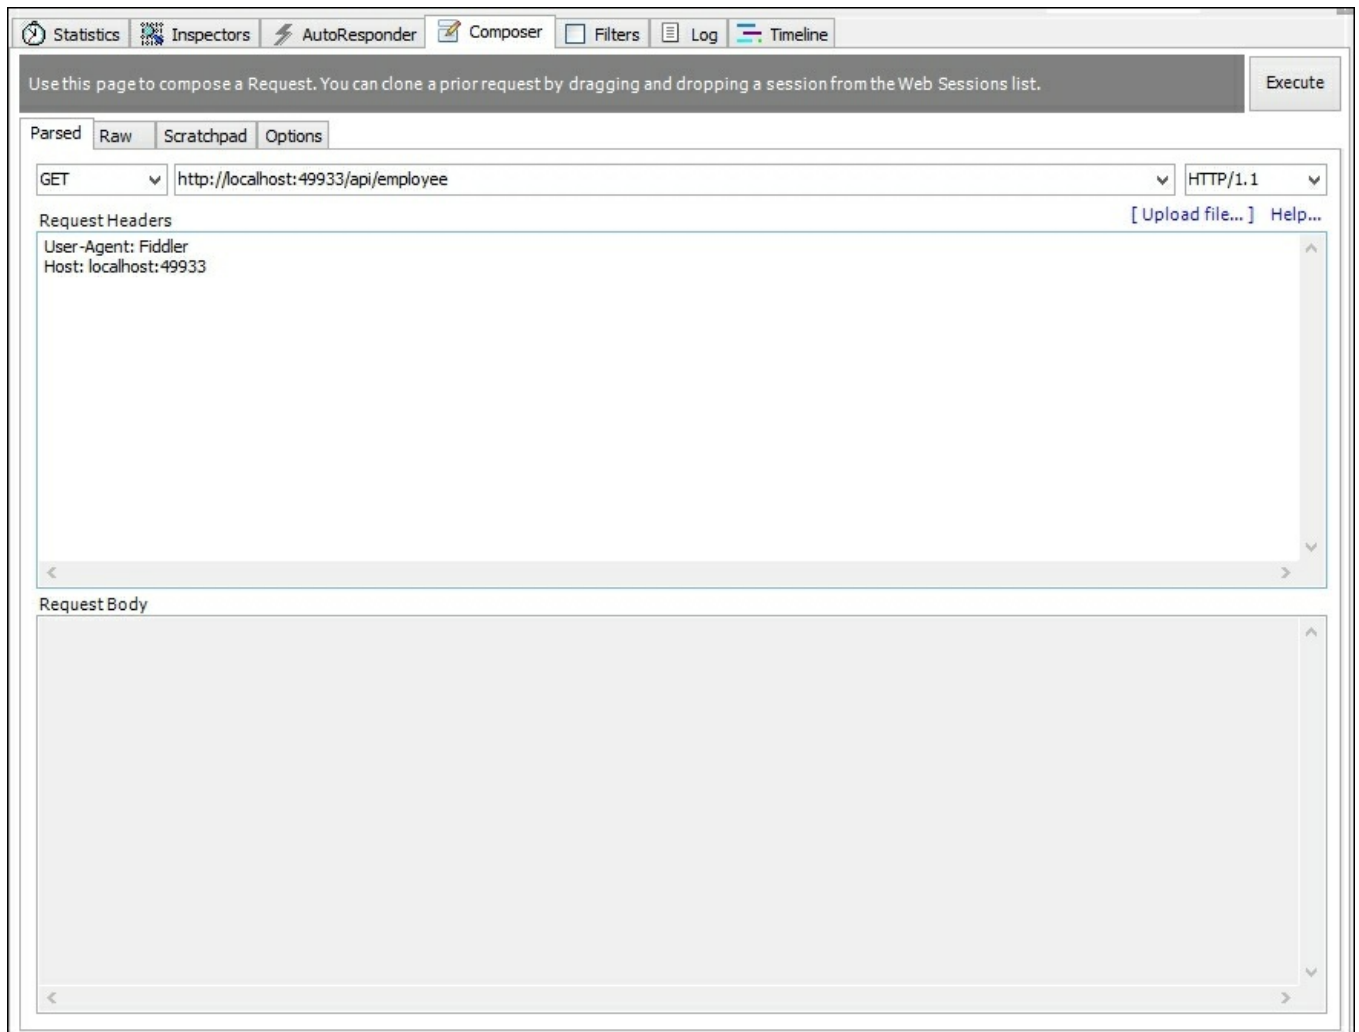 Statistics Inspectors AutoResponder Composer Filters Log Timeline
Use this page to compose a Request. You can clone a prior request by dragging and dropping a session from the Web Sessions list. Execute
Parsed Raw Scratchpad Options
GET http://localhost:49933/api/employee HTTP/1.1
Request Headers [ Upload file... ] Help...
User-Agent: Fiddler
Host: localhost:49933
Request Body